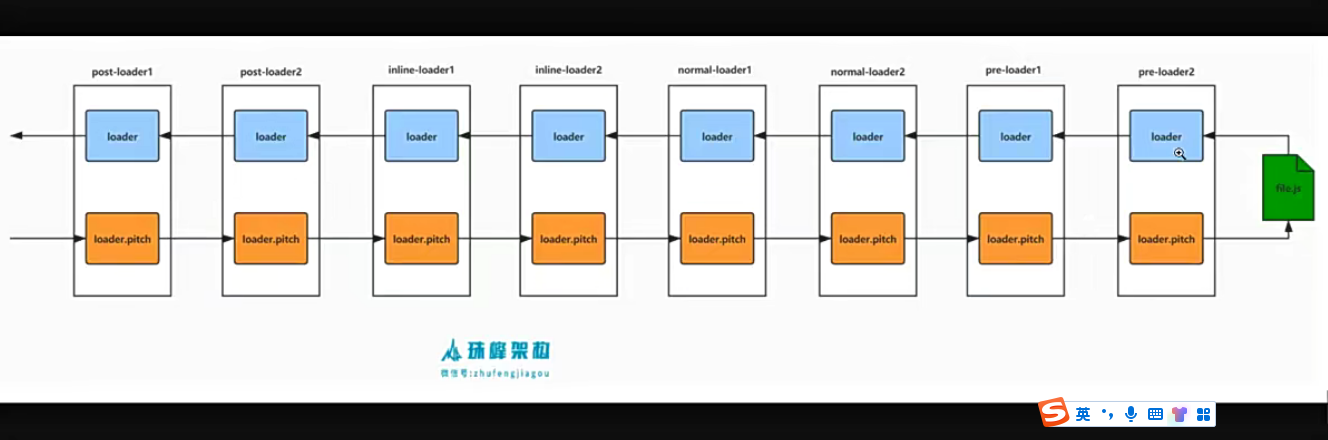 post-loader1 post-loader2 inline-loader1 inline-loader2 normal-loader1 normal-loader2 pre-loader1 pre-loader2
loader loader loader loader loader loader loader loader
file.js
loader.pitch loader.pitch loader.pitch loader.pitch loader.pitch loader.pitch loader.pitch loader.pitch
珠峰架构
微信号:zhufengjiagou
英